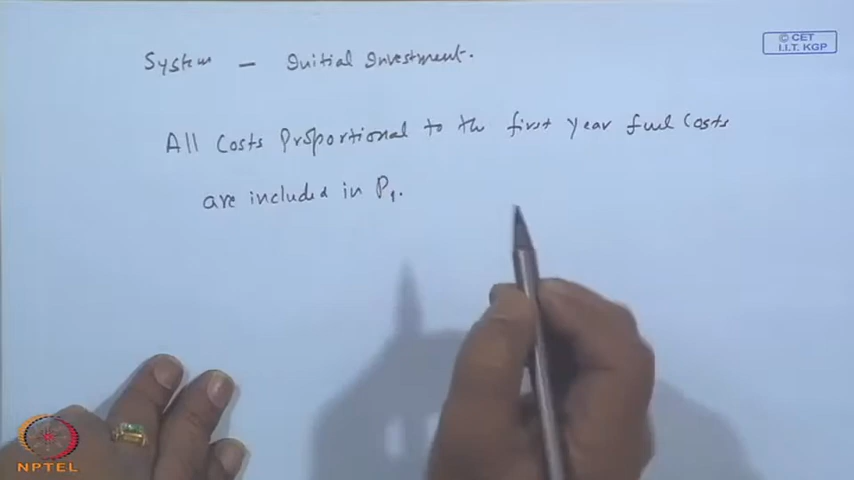 © CET
I.I.T. KGP
System - Initial Investment.
All Costs Proportional to the first year fuel Costs
are included in P1.
NPTEL